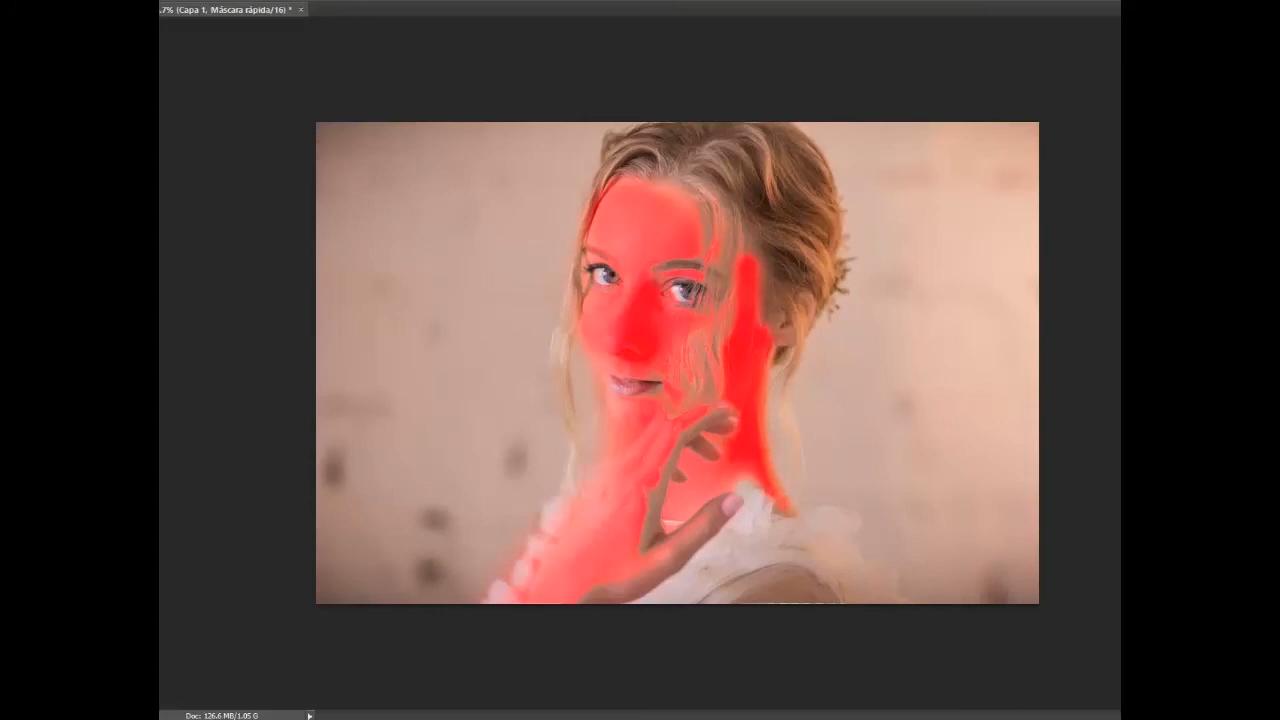 .7% (Capa 1, Máscara rápida/16) * ×
Doc: 126.6 MB/1.05 G